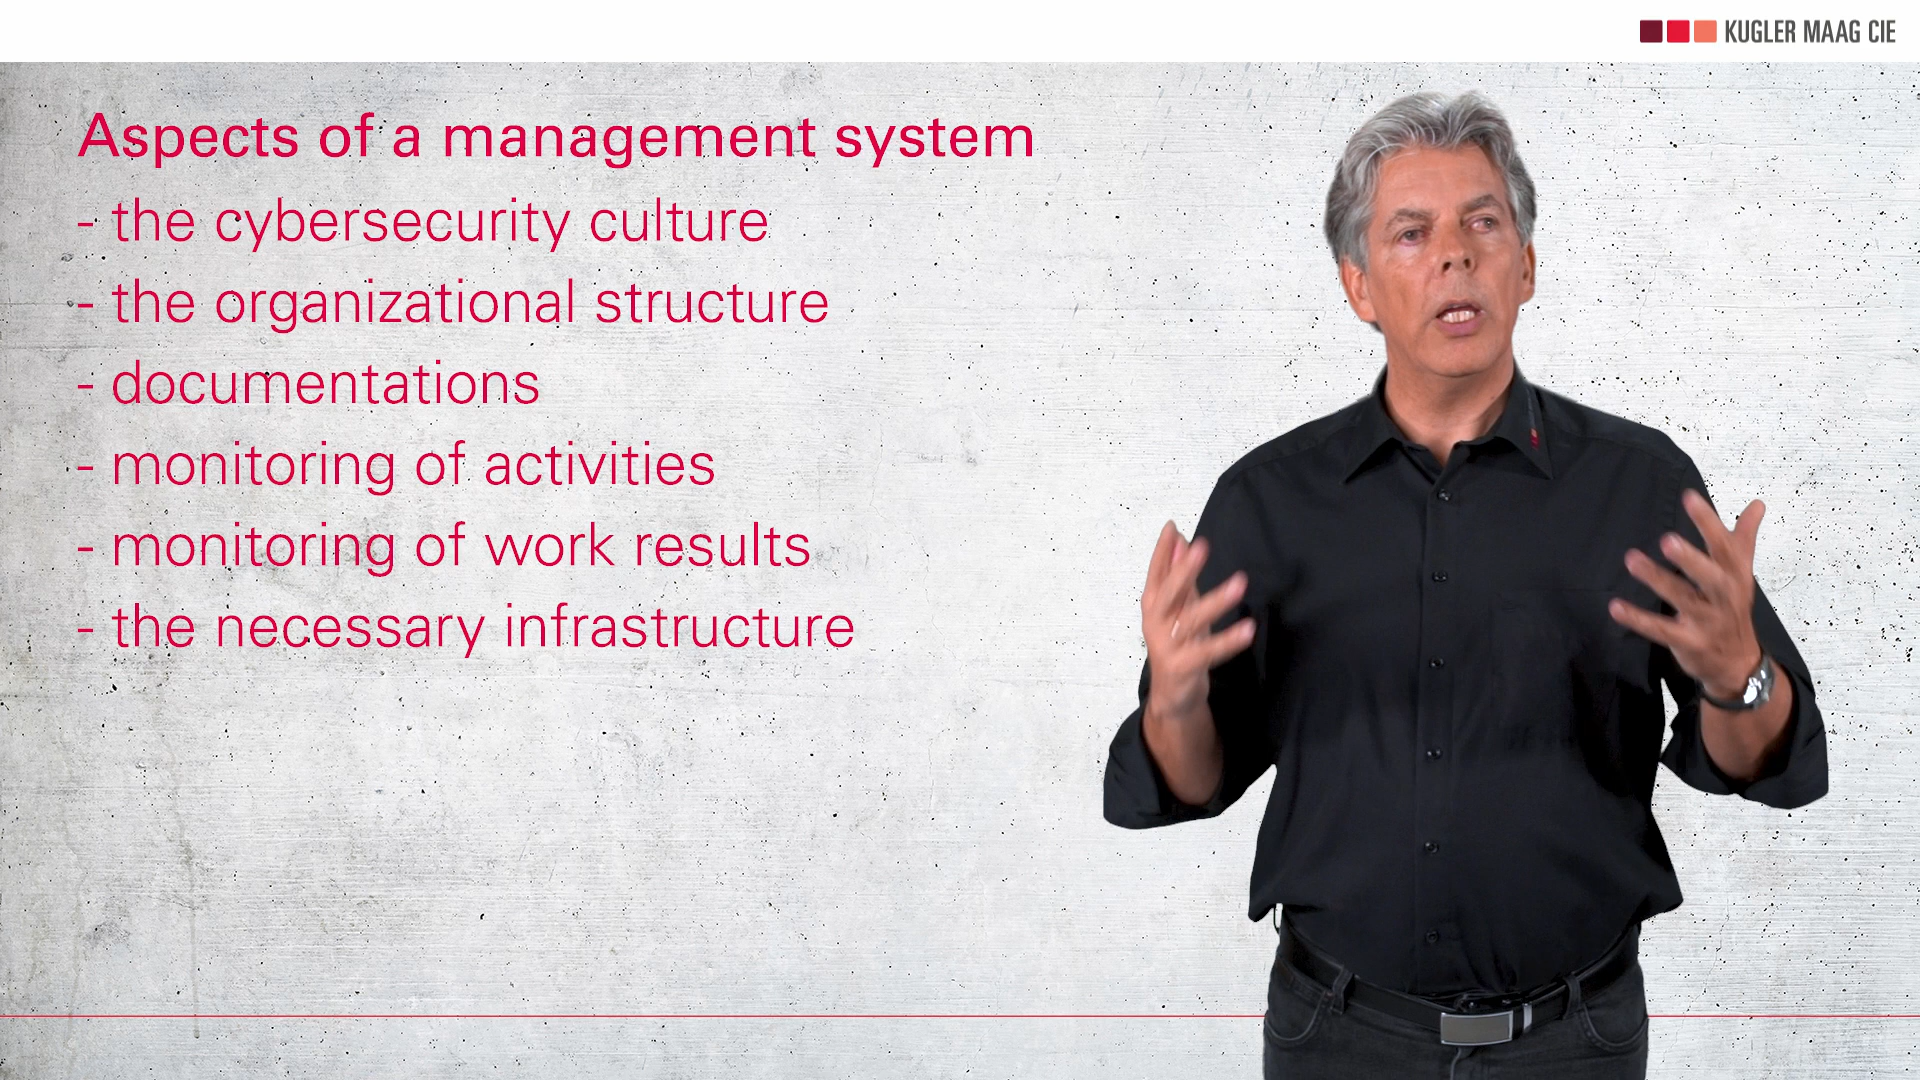 KUGLER MAAG CIE
Aspects of a management system
- the cybersecurity culture
- the organizational structure
- documentations
- monitoring of activities
- monitoring of work results
- the necessary infrastructure